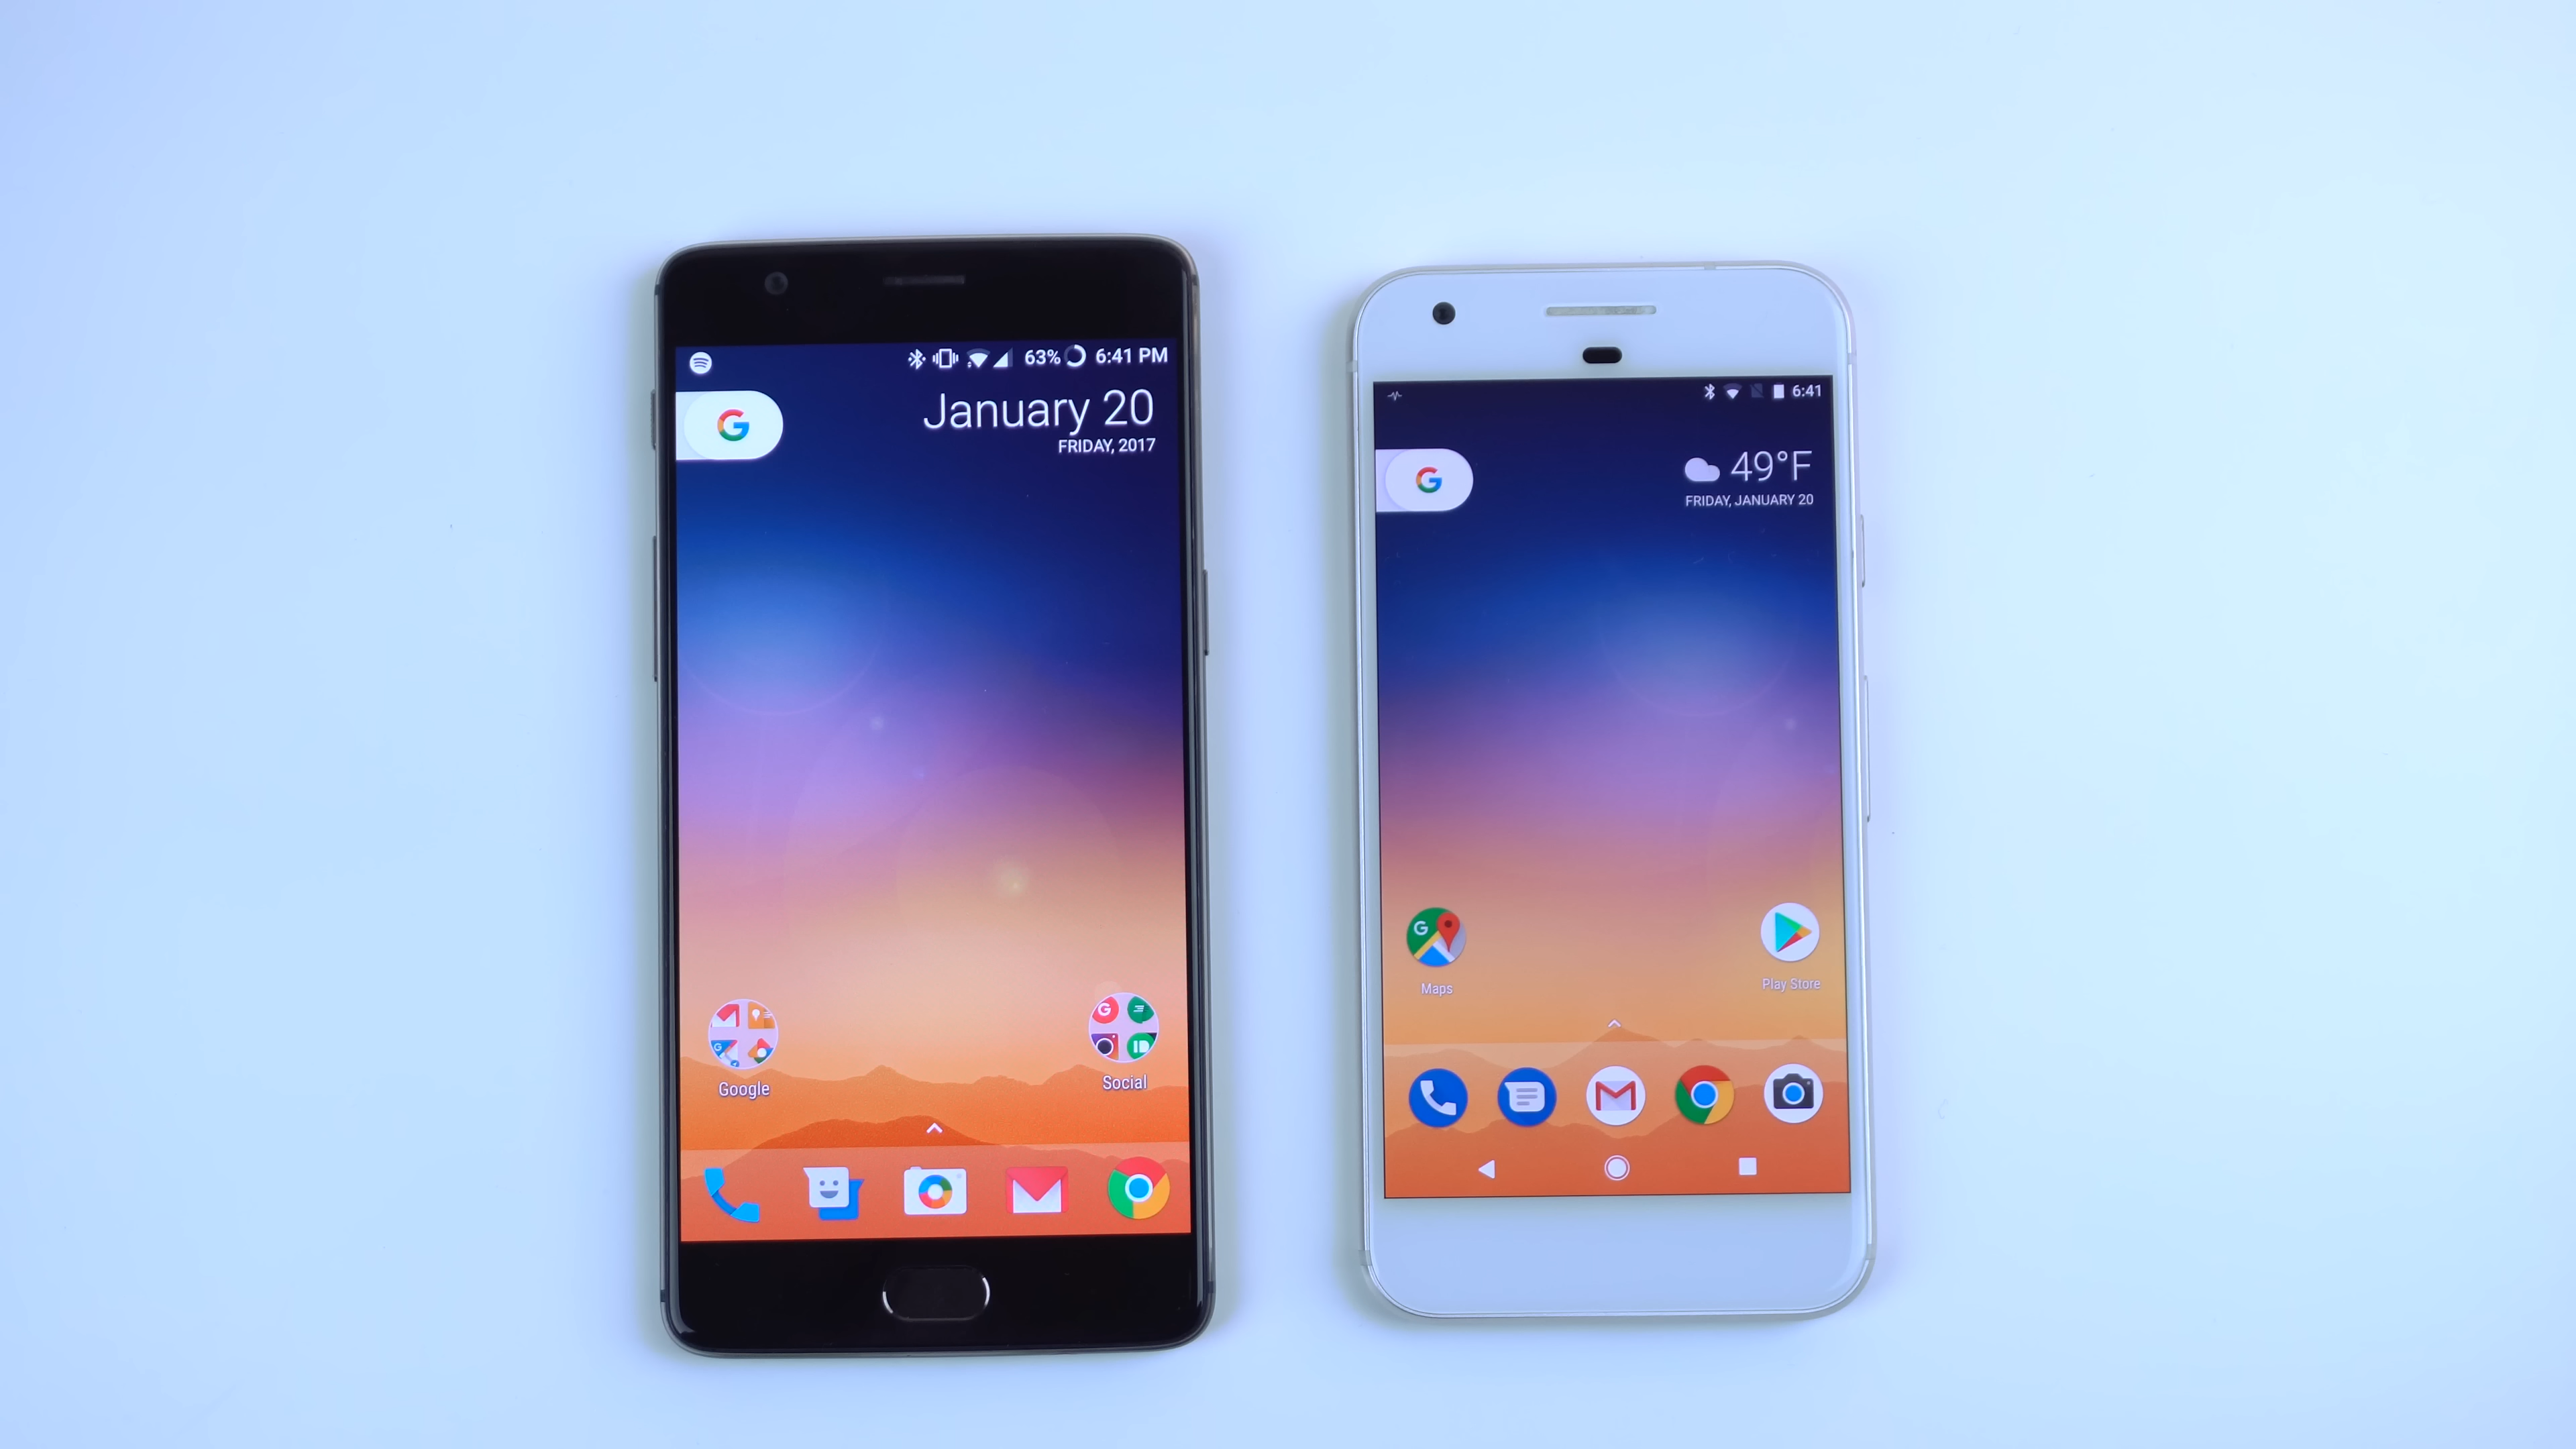 63% 6:41 PM
G
January 20
FRIDAY, 2017
G
Google
G
Social
6:41
G
49°F
FRIDAY, JANUARY 20
G
Maps
Play Store